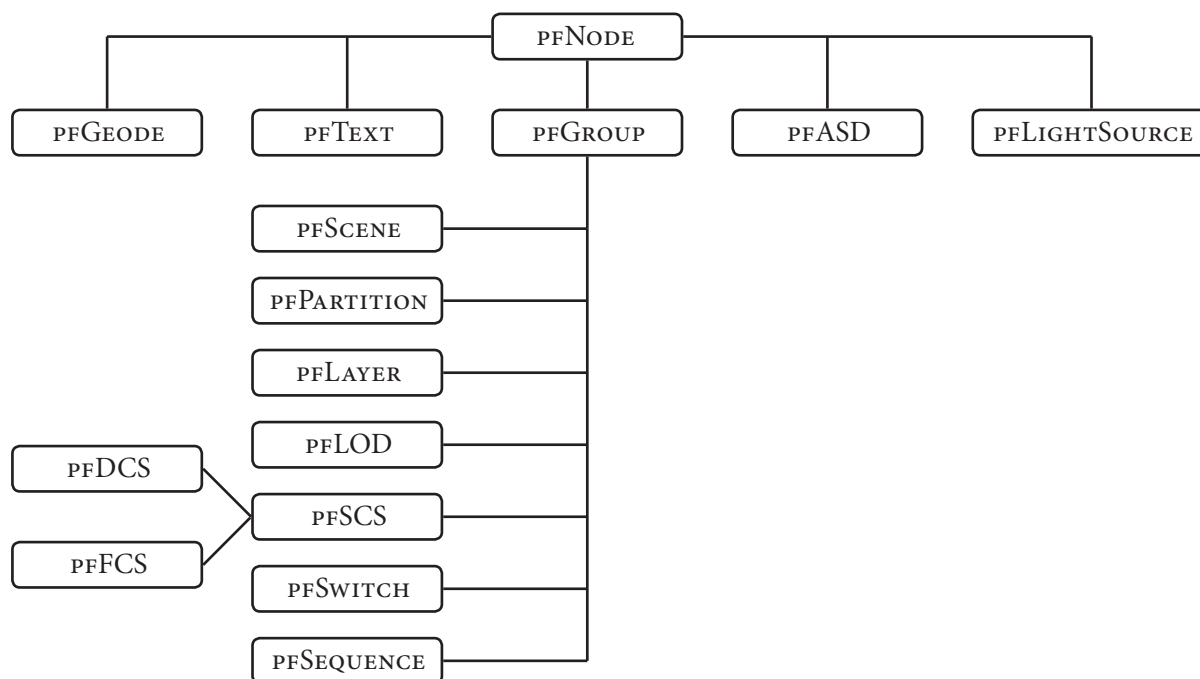 pfNode
pfGeode
pfText
pfGroup
pfASD
pfLightSource
pfScene
pfPartition
pfLayer
pfLOD
pfDCS
pfSCS
pfFCS
pfSwitch
pfSequence